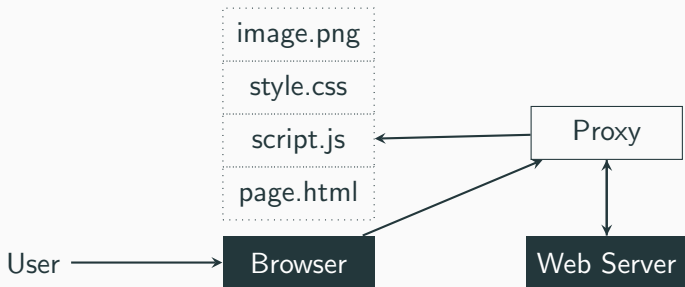 image.png
style.css
script.js
Proxy
page.html
User
Browser
Web Server